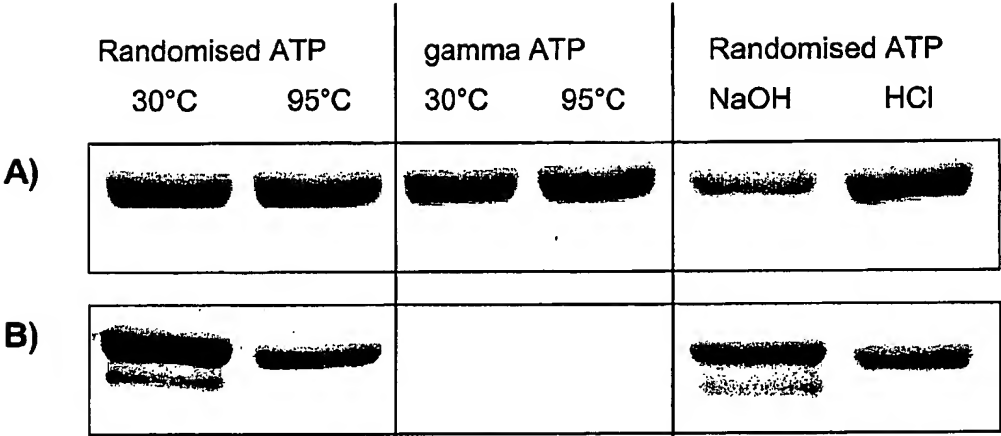 Randomised ATP gamma ATP Randomised ATP
30°C 95°C 30°C 95°C NaOH HCl
A)
B)